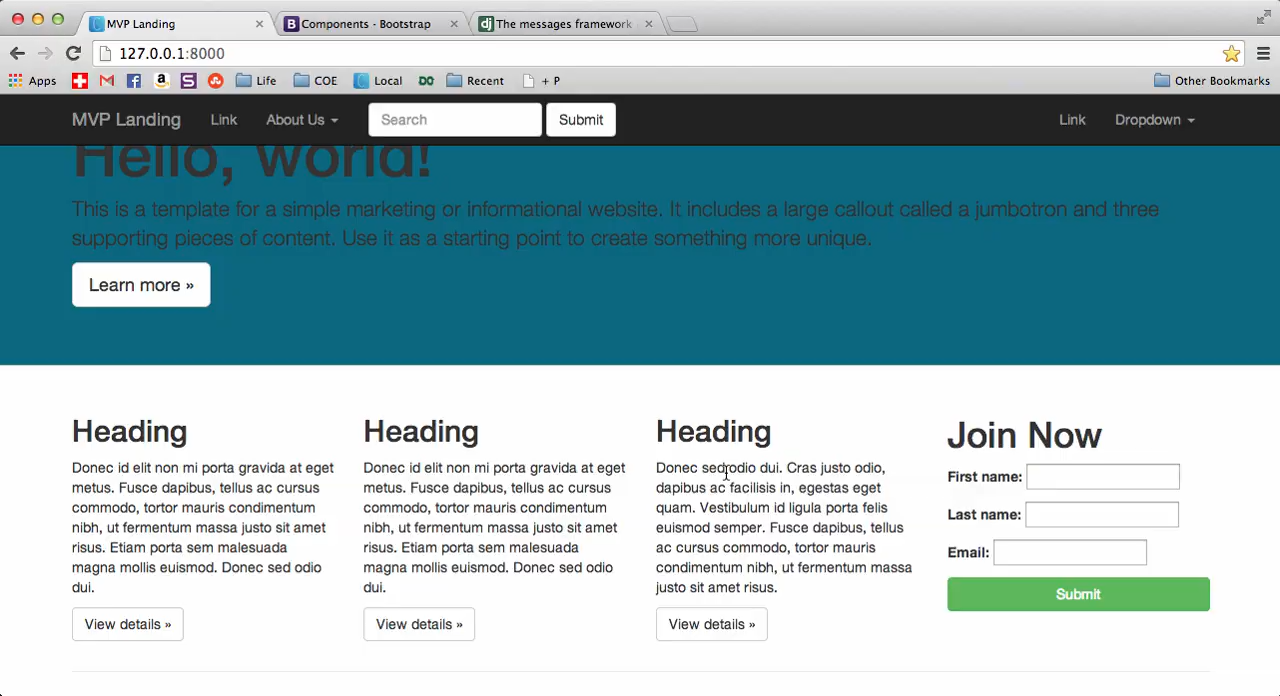 MVP Landing
Components - Bootstrap
The messages framework
127.0.0.1:8000
Apps
Life
COE
Local
Recent
+ P
Other Bookmarks
MVP Landing Link About Us Search Submit Link Dropdown
Hello, world!
This is a template for a simple marketing or informational website. It includes a large callout called a jumbotron and three
supporting pieces of content. Use it as a starting point to create something more unique.
Learn more »
Heading
Donec id elit non mi porta gravida at eget
metus. Fusce dapibus, tellus ac cursus
commodo, tortor mauris condimentum
nibh, ut fermentum massa justo sit amet
risus. Etiam porta sem malesuada
magna mollis euismod. Donec sed odio
dui.
View details »
Heading
Donec id elit non mi porta gravida at eget
metus. Fusce dapibus, tellus ac cursus
commodo, tortor mauris condimentum
nibh, ut fermentum massa justo sit amet
risus. Etiam porta sem malesuada
magna mollis euismod. Donec sed odio
dui.
View details »
Heading
Donec sed odio dui. Cras justo odio,
dapibus ac facilisis in, egestas eget
quam. Vestibulum id ligula porta felis
euismod semper. Fusce dapibus, tellus
ac cursus commodo, tortor mauris
condimentum nibh, ut fermentum massa
justo sit amet risus.
View details »
Join Now
First name:
Last name:
Email:
Submit